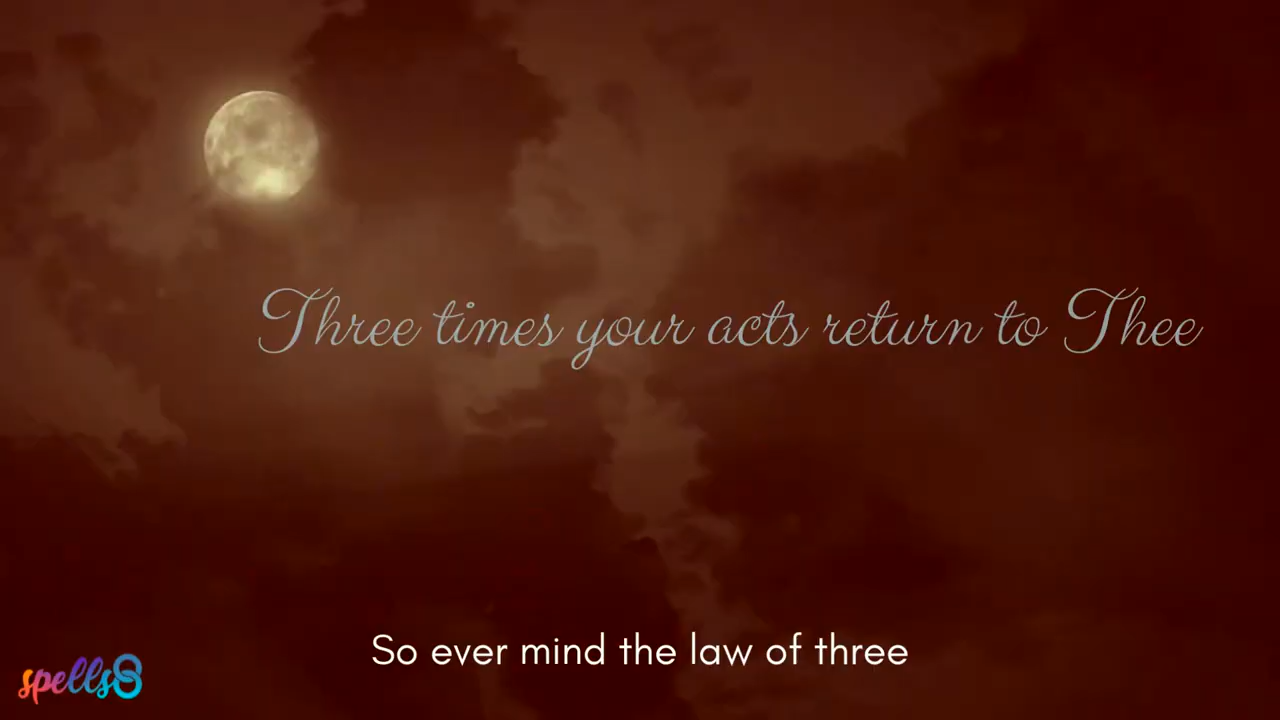 Three times your acts return to Thee
So ever mind the law of three
spells8